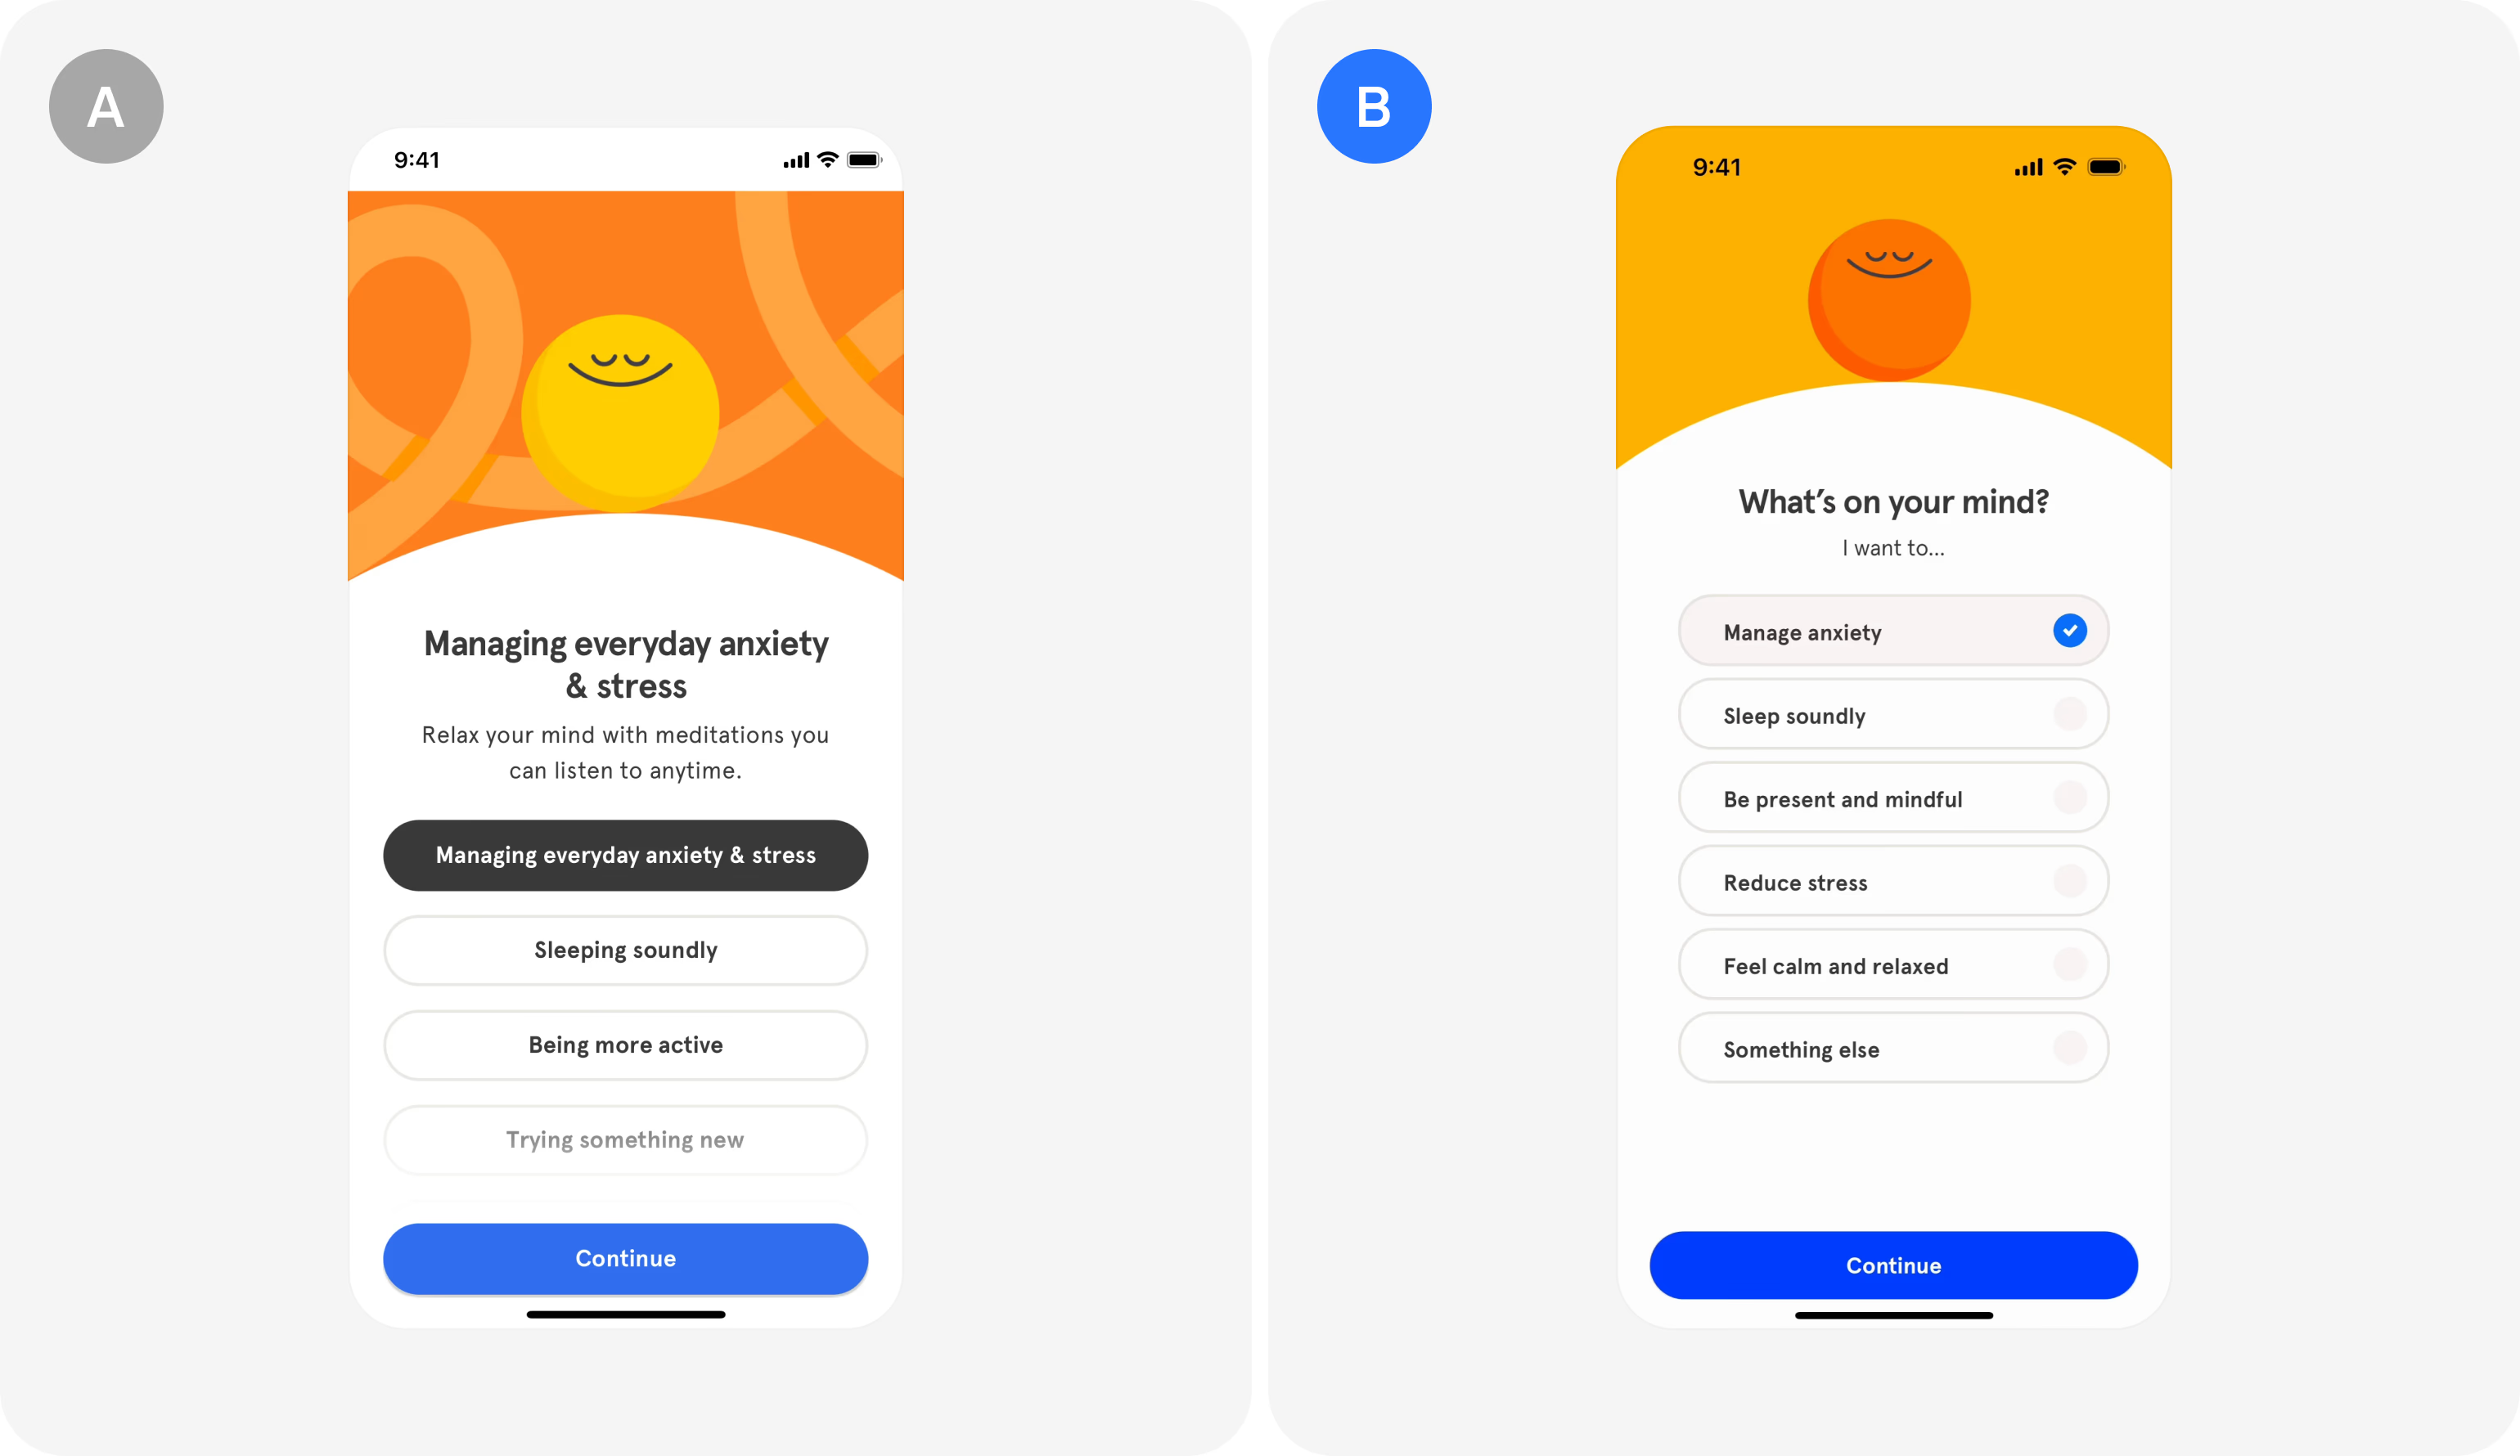 A
9:41
Managing everyday anxiety
& stress
Relax your mind with meditations you
can listen to anytime.
Managing everyday anxiety & stress
Sleeping soundly
Being more active
Trying something new
Continue
B
9:41
What's on your mind?
I want to...
Manage anxiety
Sleep soundly
Be present and mindful
Reduce stress
Feel calm and relaxed
Something else
Continue